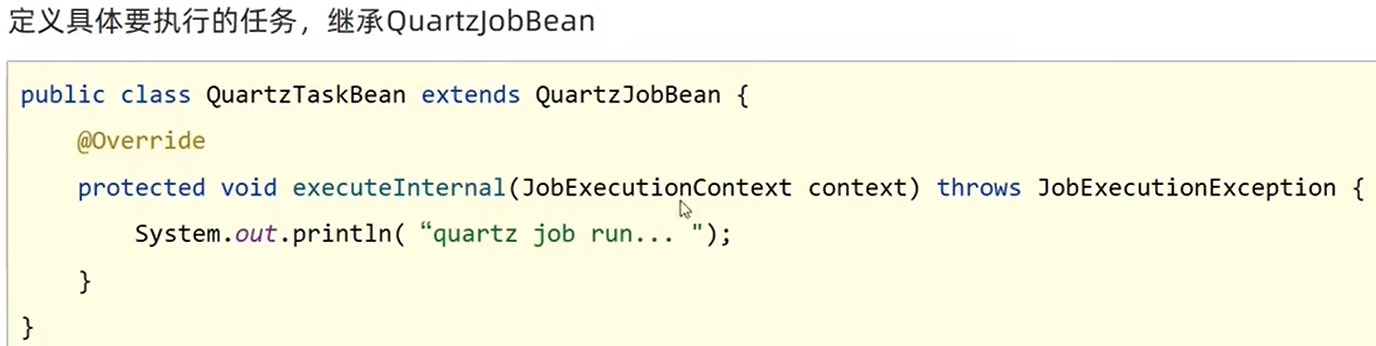 定义具体要执行的任务，继承QuartzJobBean
public class QuartzTaskBean extends QuartzJobBean {
@Override
protected void executeInternal(JobExecutionContext context) throws JobExecutionException {
System.out.println( “quartz job run... ");
}
}